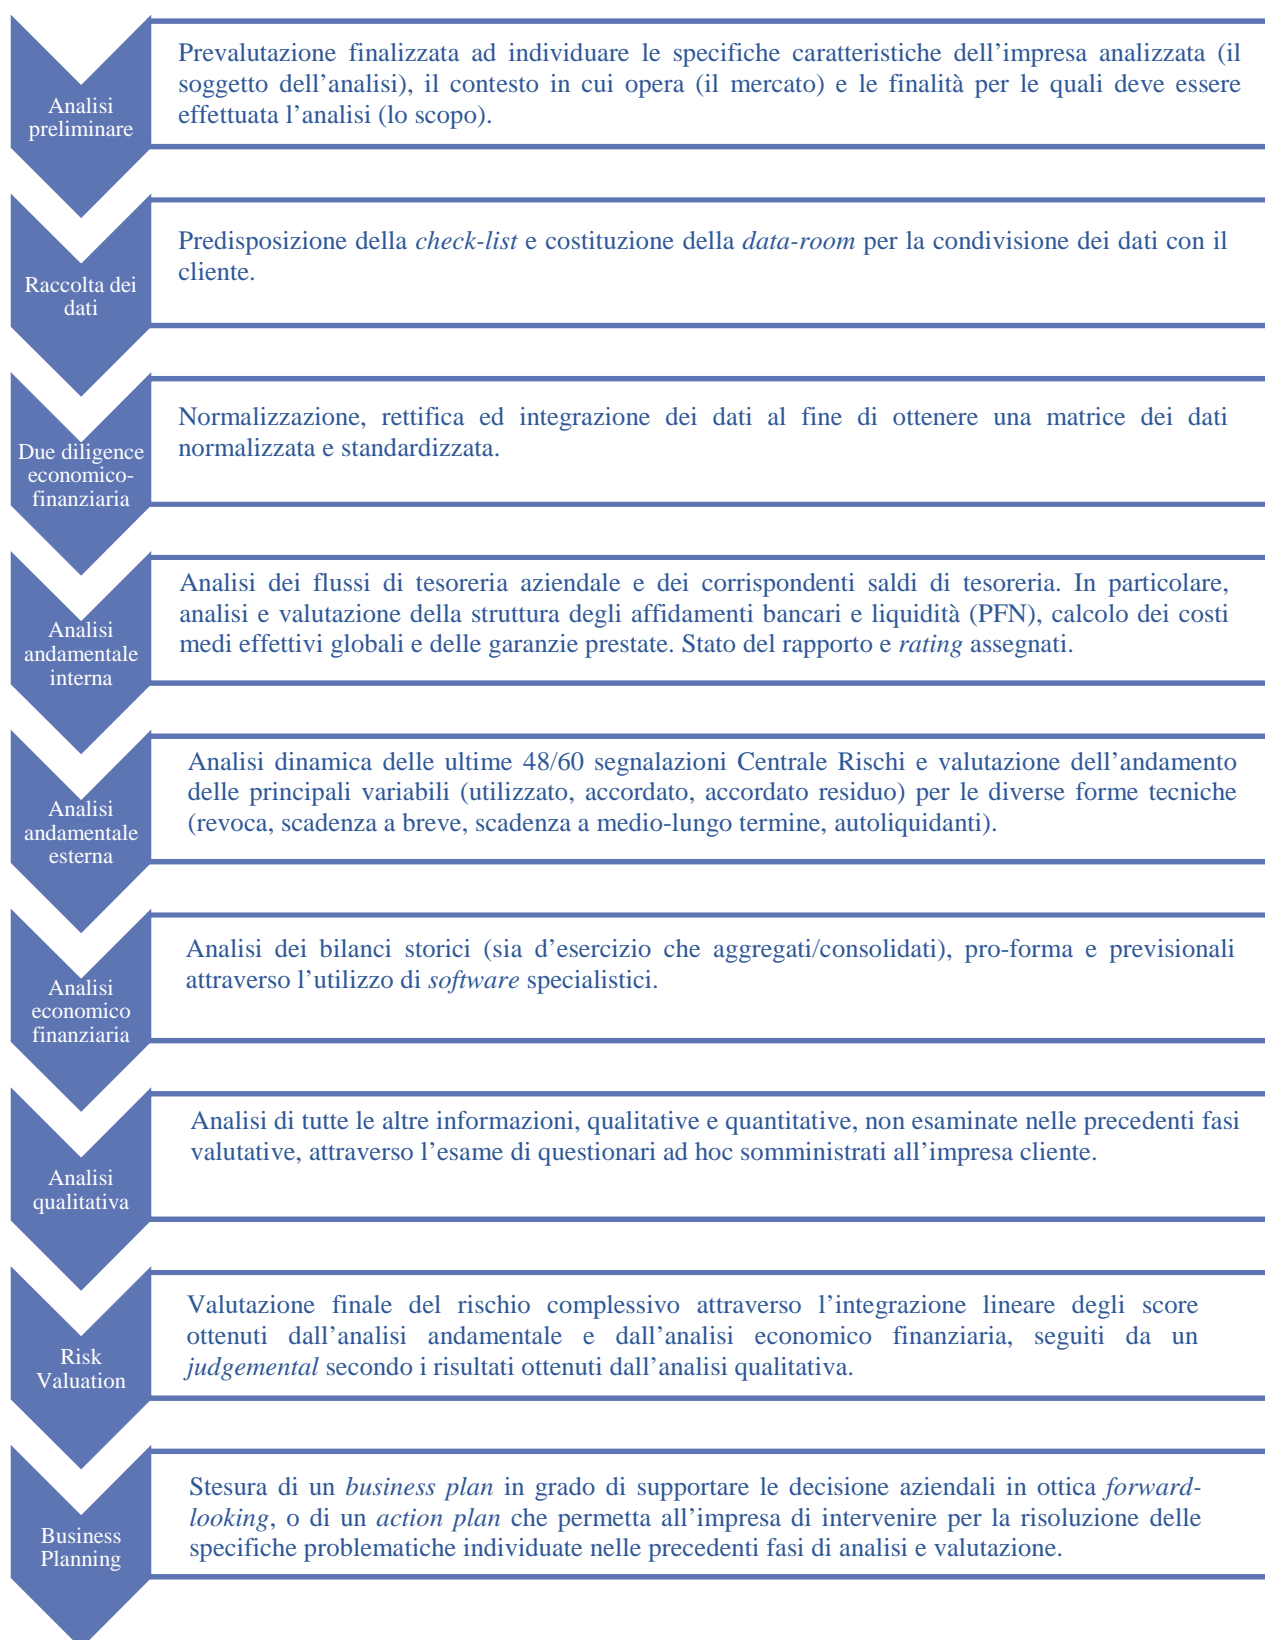 Analisi
preliminare
Prevalutazione finalizzata ad individuare le specifiche caratteristiche dell’impresa analizzata (il
soggetto dell’analisi), il contesto in cui opera (il mercato) e le finalità per le quali deve essere
effettuata l’analisi (lo scopo).
Raccolta dei
dati
Predisposizione della check-list e costituzione della data-room per la condivisione dei dati con il
cliente.
Due diligence
economico-
finanziaria
Normalizzazione, rettifica ed integrazione dei dati al fine di ottenere una matrice dei dati
normalizzata e standardizzata.
Analisi
andamentale
interna
Analisi dei flussi di tesoreria aziendale e dei corrispondenti saldi di tesoreria. In particolare,
analisi e valutazione della struttura degli affidamenti bancari e liquidità (PFN), calcolo dei costi
medi effettivi globali e delle garanzie prestate. Stato del rapporto e rating assegnati.
Analisi
andamentale
esterna
Analisi dinamica delle ultime 48/60 segnalazioni Centrale Rischi e valutazione dell’andamento
delle principali variabili (utilizzato, accordato, accordato residuo) per le diverse forme tecniche
(revoca, scadenza a breve, scadenza a medio-lungo termine, autoliquidanti).
Analisi
economico
finanziaria
Analisi dei bilanci storici (sia d’esercizio che aggregati/consolidati), pro-forma e previsionali
attraverso l’utilizzo di software specialistici.
Analisi
qualitativa
Analisi di tutte le altre informazioni, qualitative e quantitative, non esaminate nelle precedenti fasi
valutative, attraverso l’esame di questionari ad hoc somministrati all’impresa cliente.
Risk
Valuation
Valutazione finale del rischio complessivo attraverso l’integrazione lineare degli score
ottenuti dall’analisi andamentale e dall’analisi economico finanziaria, seguiti da un
judgemental secondo i risultati ottenuti dall’analisi qualitativa.
Business
Planning
Stesura di un business plan in grado di supportare le decisione aziendali in ottica forward-
looking, o di un action plan che permetta all’impresa di intervenire per la risoluzione delle
specifiche problematiche individuate nelle precedenti fasi di analisi e valutazione.